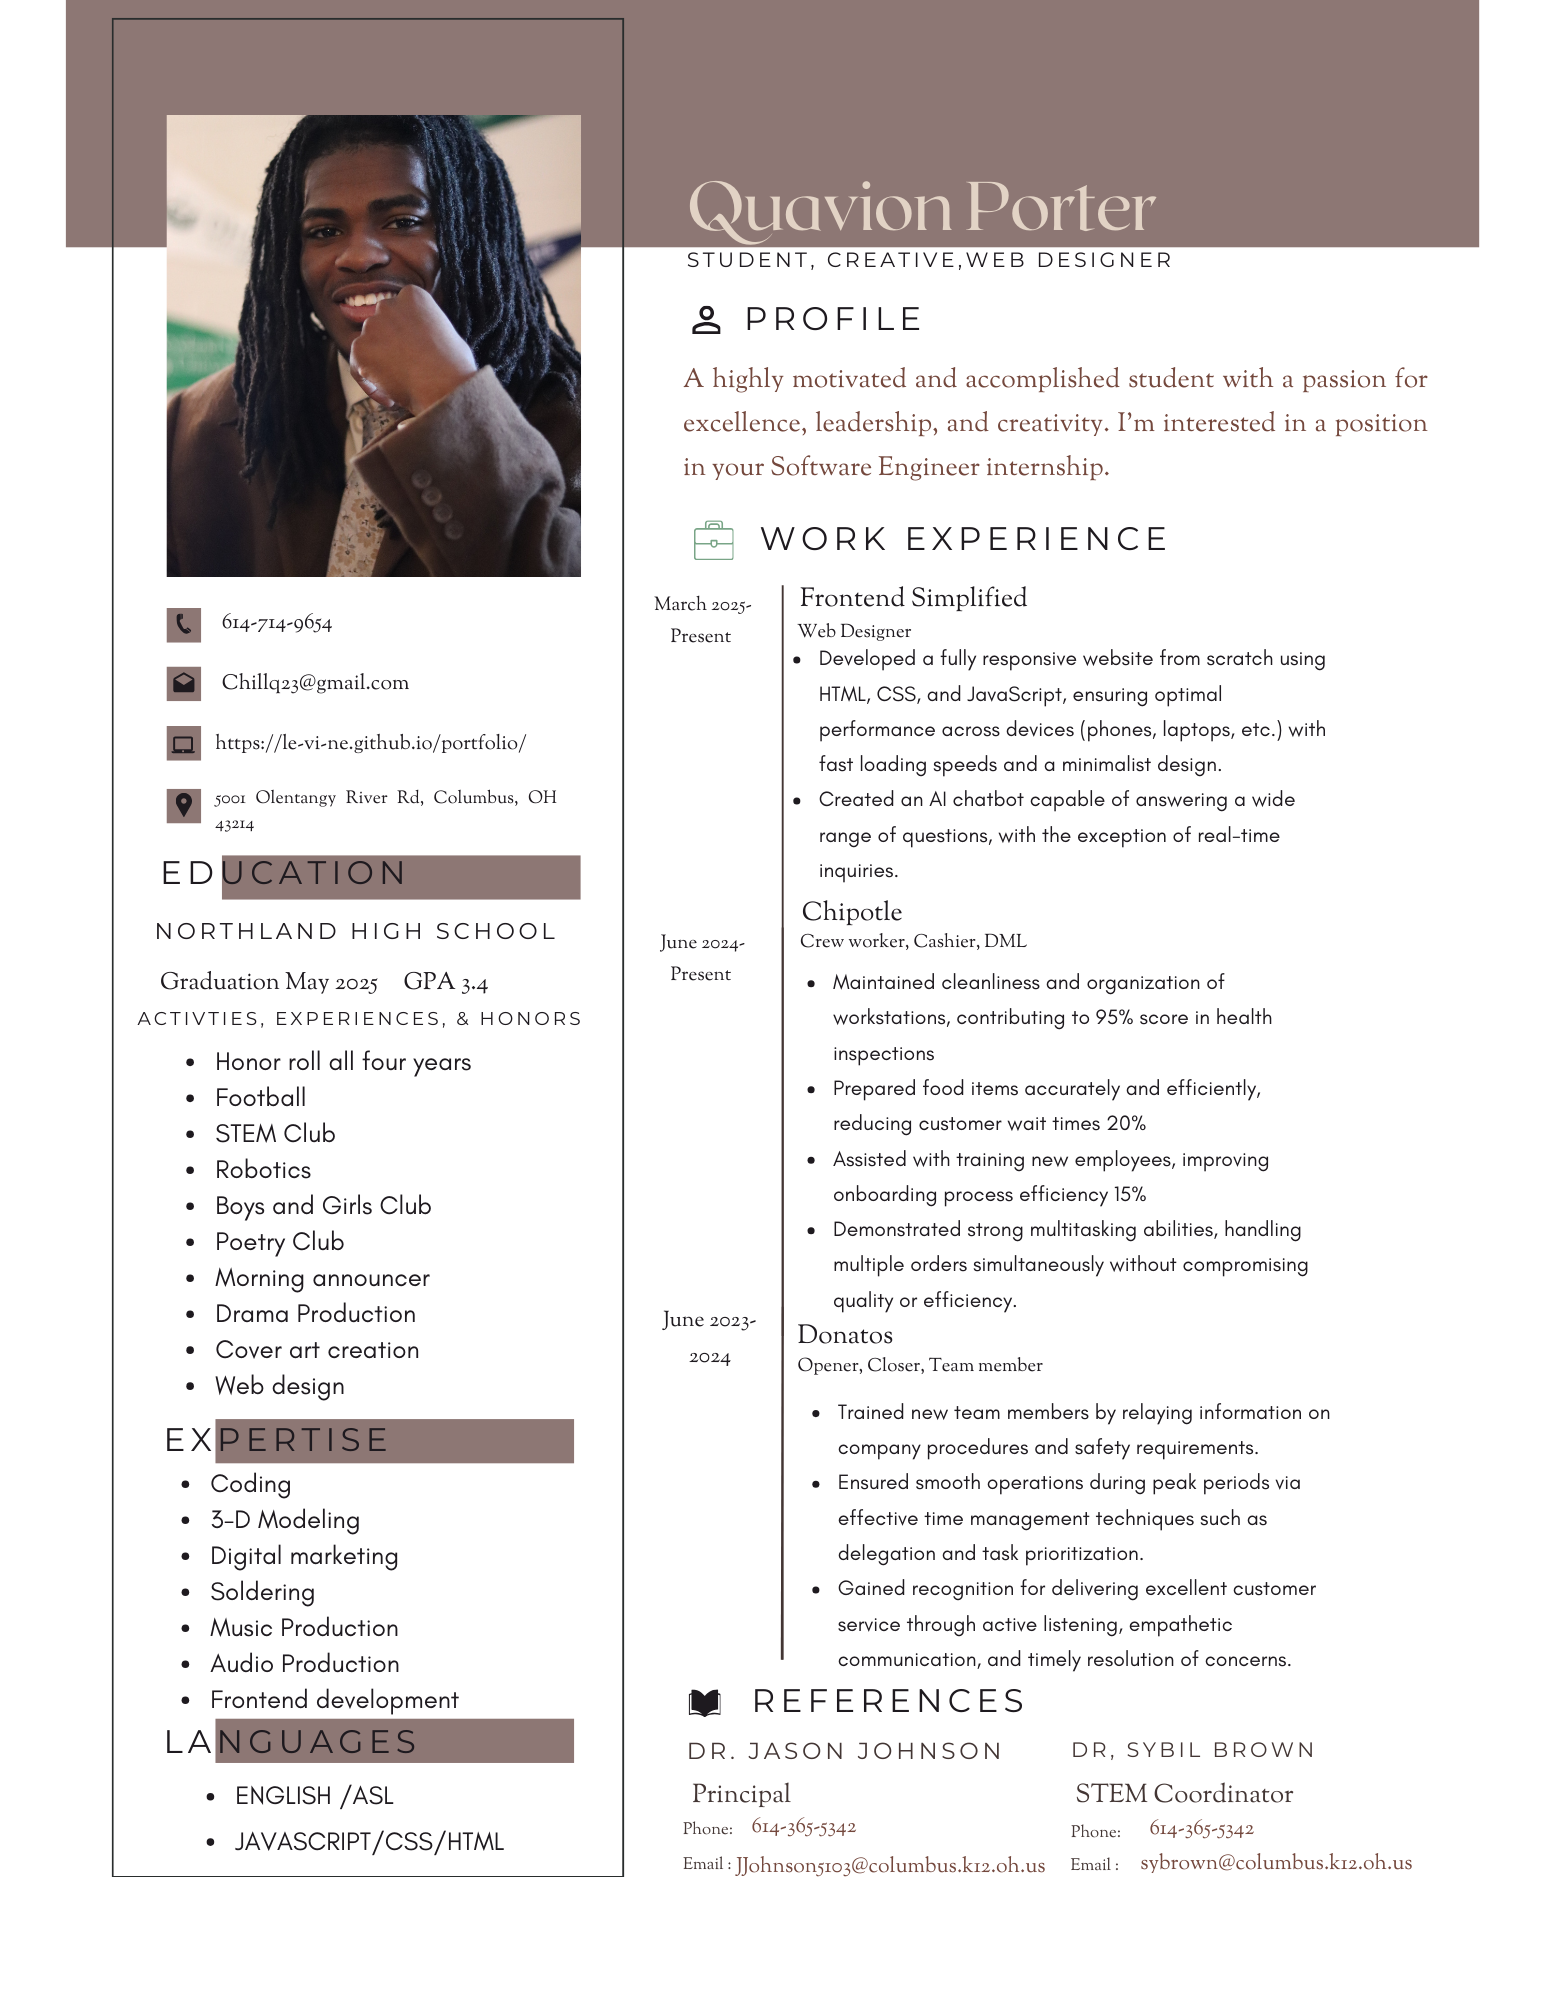 Quavion Porter
STUDENT, CREATIVE,WEB DESIGNER
614-714-9654
Chillq23@gmail.com
https://le-vi-ne.github.io/portfolio/
5001 Olentangy River Rd, Columbus, OH
43214
EDUCATION
NORTHLAND HIGH SCHOOL
Graduation May 2025 GPA 3.4
ACTIVTIES, EXPERIENCES, & HONORS
• Honor roll all four years
• Football
• STEM Club
• Robotics
• Boys and Girls Club
• Poetry Club
• Morning announcer
• Drama Production
• Cover art creation
• Web design
EXPERTISE
• Coding
• 3-D Modeling
• Digital marketing
• Soldering
• Music Production
• Audio Production
• Frontend development
LANGUAGES
• ENGLISH /ASL
• JAVASCRIPT/CSS/HTML
PROFILE
A highly motivated and accomplished student with a passion for
excellence, leadership, and creativity. I'm interested in a position
in your Software Engineer internship.
WORK EXPERIENCE
March 2025-
Present
Frontend Simplified
Web Designer
• Developed a fully responsive website from scratch using
HTML, CSS, and JavaScript, ensuring optimal
performance across devices (phones, laptops, etc.) with
fast loading speeds and a minimalist design.
• Created an AI chatbot capable of answering a wide
range of questions, with the exception of real-time
inquiries.
June 2024-
Present
Chipotle
Crew worker, Cashier, DML
• Maintained cleanliness and organization of
workstations, contributing to 95% score in health
inspections
• Prepared food items accurately and efficiently,
reducing customer wait times 20%
• Assisted with training new employees, improving
onboarding process efficiency 15%
• Demonstrated strong multitasking abilities, handling
multiple orders simultaneously without compromising
quality or efficiency.
June 2023-
2024
Donatos
Opener, Closer, Team member
• Trained new team members by relaying information on
company procedures and safety requirements.
• Ensured smooth operations during peak periods via
effective time management techniques such as
delegation and task prioritization.
• Gained recognition for delivering excellent customer
service through active listening, empathetic
communication, and timely resolution of concerns.
REFERENCES
DR. JASON JOHNSON
Principal
Phone: 614-365-5342
Email : JJohnson5103@columbus.k12.oh.us
DR, SYBIL BROWN
STEM Coordinator
Phone: 614-365-5342
Email : sybrown@columbus.k12.oh.us